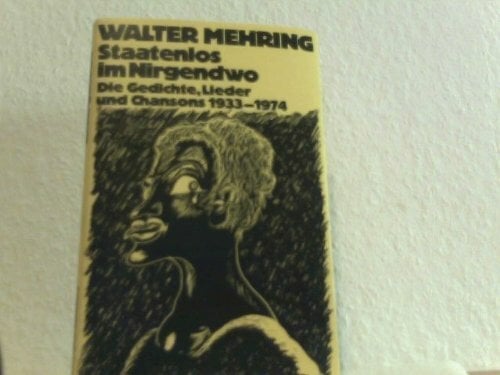 WALTER MEHRING
Staatenlos
im Nirgendwo
Die Gedichte, Lieder
und Chansons 1933–1974